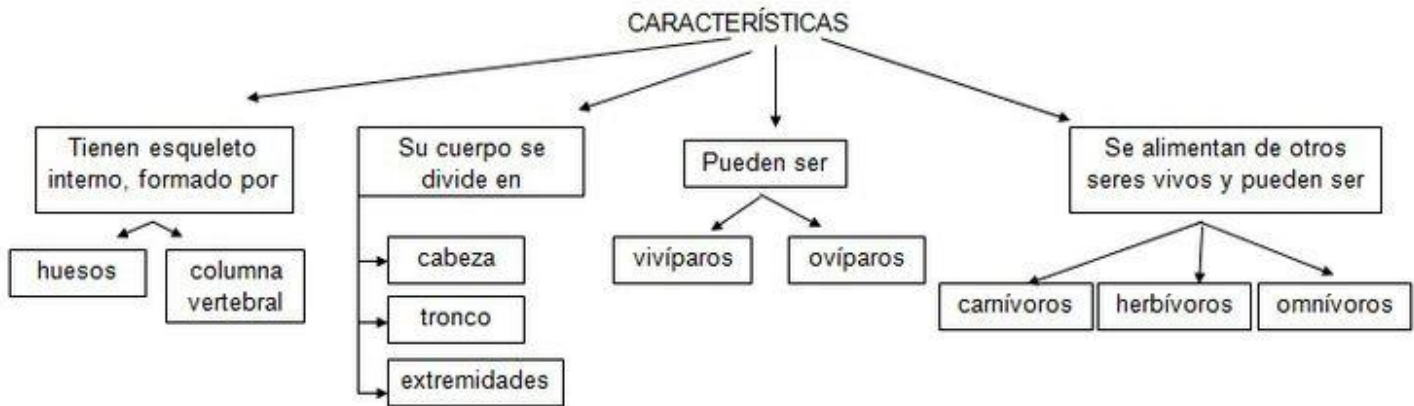 CARACTERÍSTICAS
Tienen esqueleto
interno, formado por
huesos
columna
vertebral
Su cuerpo se
divide en
cabeza
tronco
extremidades
Pueden ser
vivíparos
ovíparos
Se alimentan de otros
seres vivos y pueden ser
carnívoros
herbívoros
omnívoros